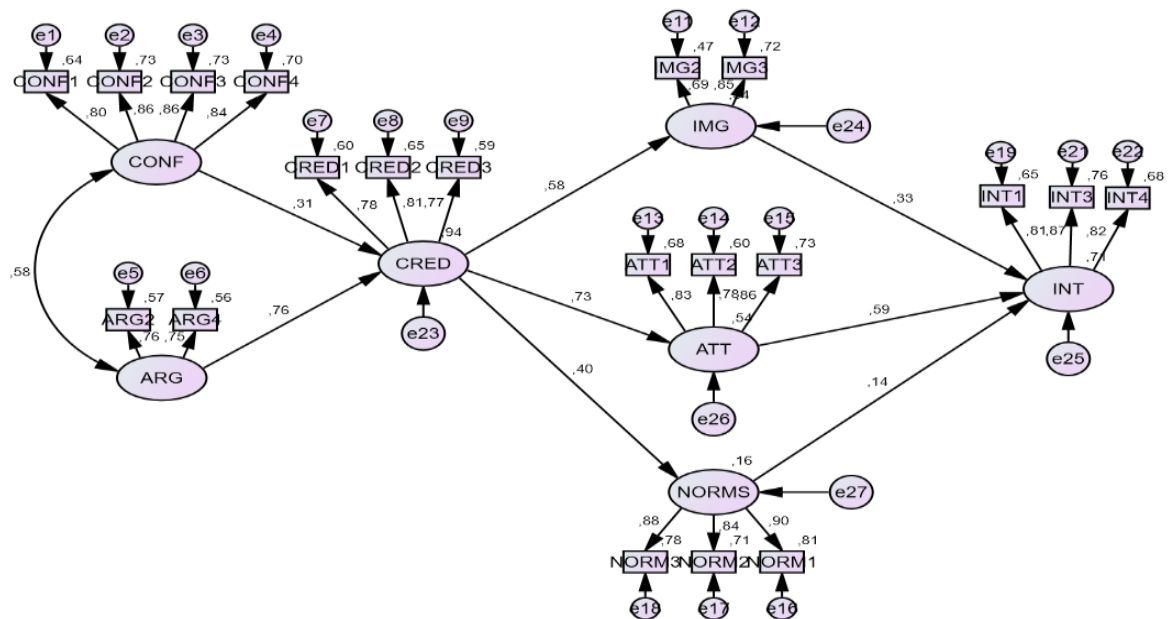 e1 e2 e3 e4
,64 ,73 ,73 ,70
CONF1 CONF2 CONF3 CONF4
,80 ,86 ,86 ,84
CONF
e7 e8 e9
,60 ,65 ,59
CRED1 CRED2 CRED3
,78 ,81 ,77
,94
CRED
e23
,31
,58
e5 e6
,57 ,56
ARG2 ARG4
,76 ,75
ARG
,76
e11 e12
,47 ,72
MG2 MG3
,69 ,85
IMG
e24
,58
,33
e13 e14 e15
,68 ,60 ,73
ATT1 ATT2 ATT3
,83 ,78 ,86
,54
ATT
e26
,73
,59
,40
,14
,16
NORMS
e27
,88 ,84 ,90
,78 ,71 ,81
NORM3 NORM2 NORM1
e18 e17 e16
e19 e21 e22
,65 ,76 ,68
INT1 INT3 INT4
,81 ,87 ,82
,71
INT
e25